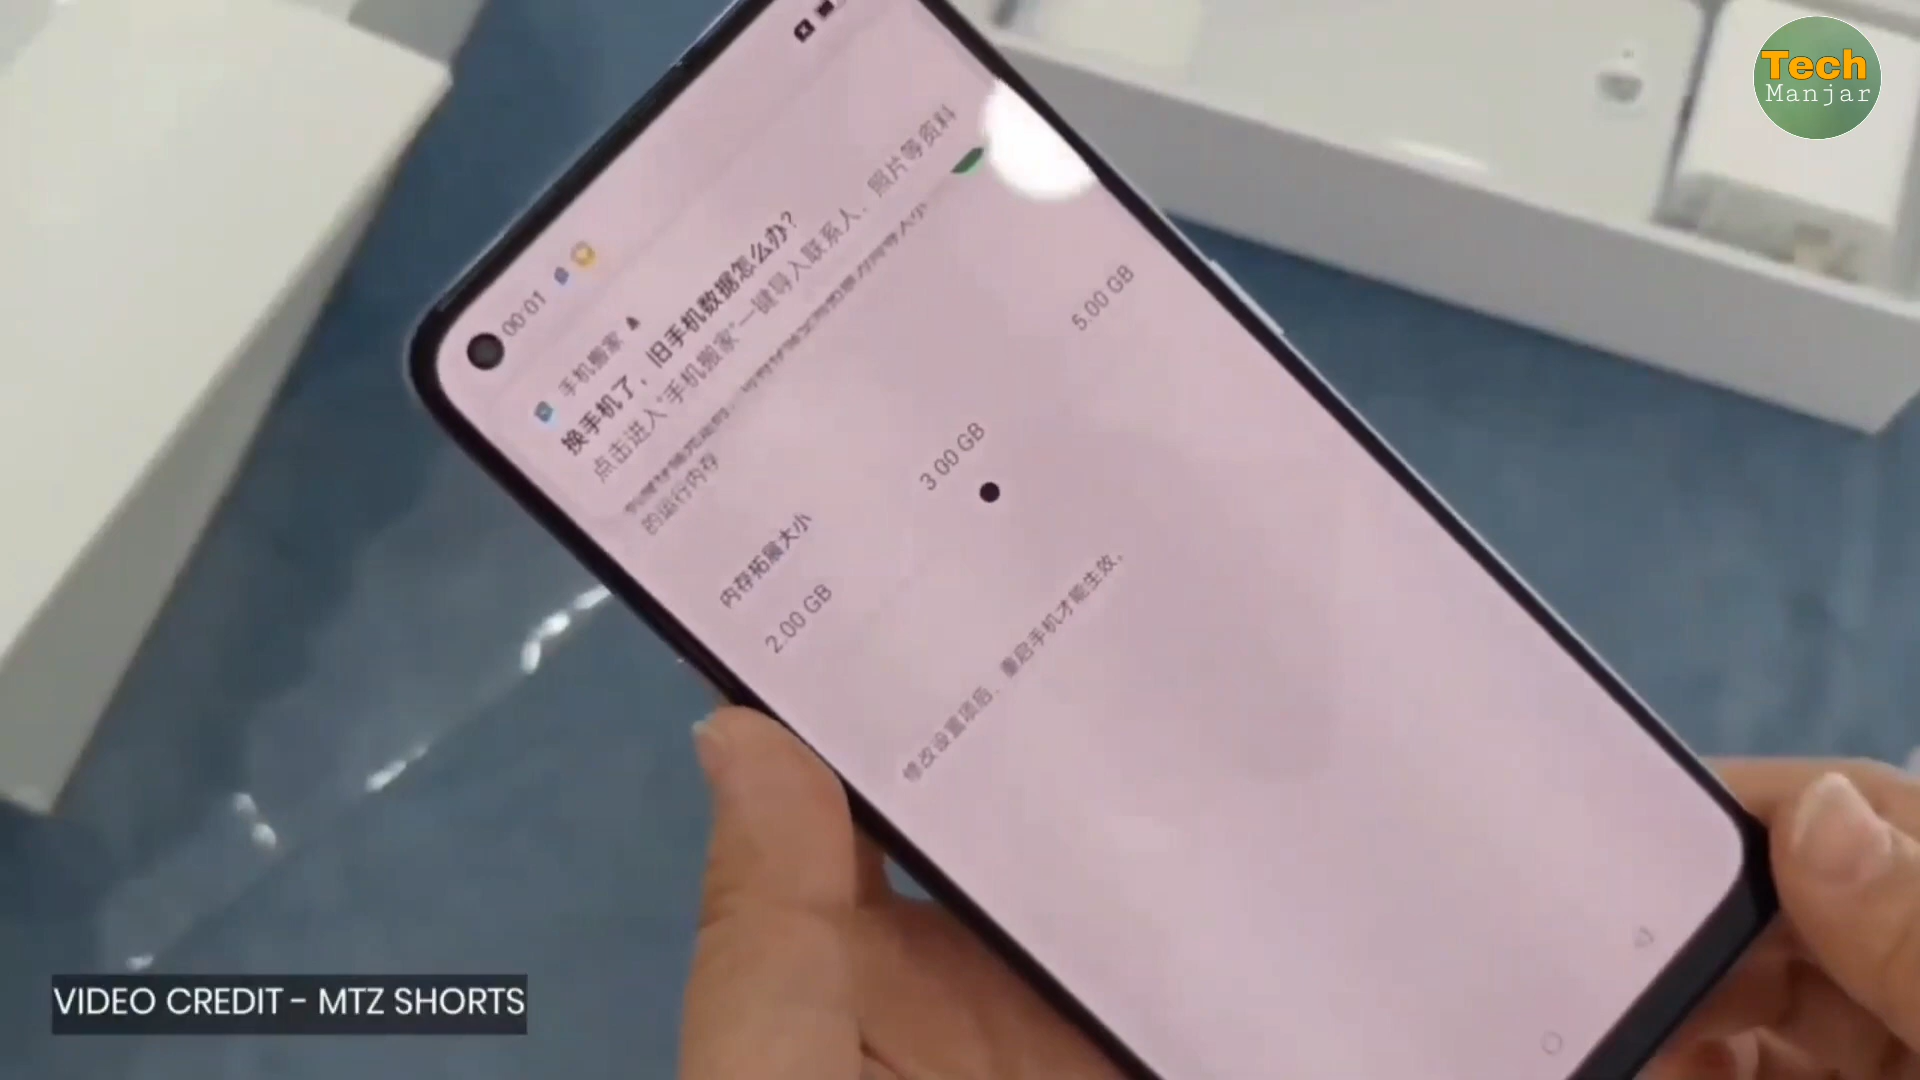 Tech
Manjar
00:01
手机搬家
换手机了，旧手机数据怎么办？
点击进入“手机搬家”一键导入联系人、照片等资料
的运行内存
内存拓展大小
2.00 GB
3.00 GB
5.00 GB
修改设置项后，重启手机才能生效。
VIDEO CREDIT - MTZ SHORTS